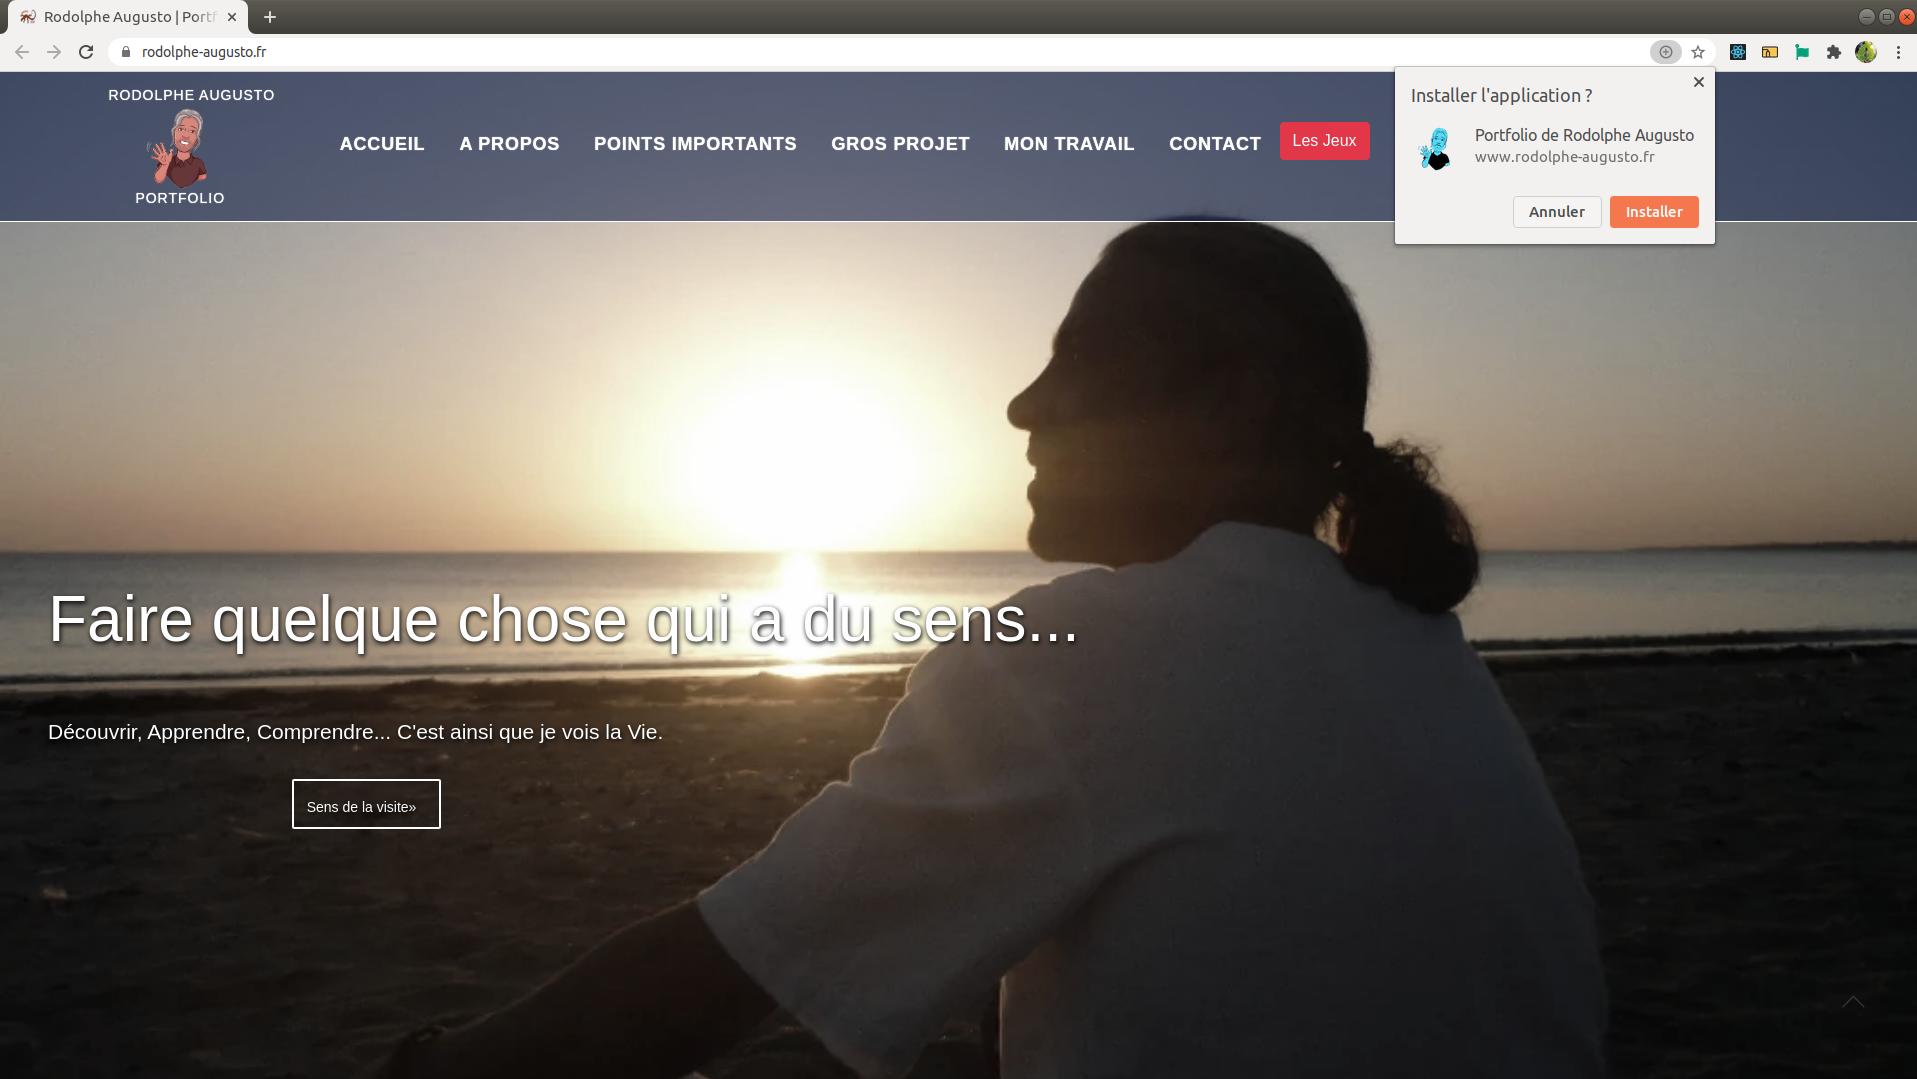 Rodolphe Augusto | Portf
rodolphe-augusto.fr
RODOLPHE AUGUSTO
PORTFOLIO
ACCUEIL A PROPOS POINTS IMPORTANTS GROS PROJET MON TRAVAIL CONTACT Les Jeux
Installer l'application ?
Portfolio de Rodolphe Augusto
www.rodolphe-augusto.fr
Annuler Installer
Faire quelque chose qui a du sens...
Découvrir, Apprendre, Comprendre... C'est ainsi que je vois la Vie.
Sens de la visite»